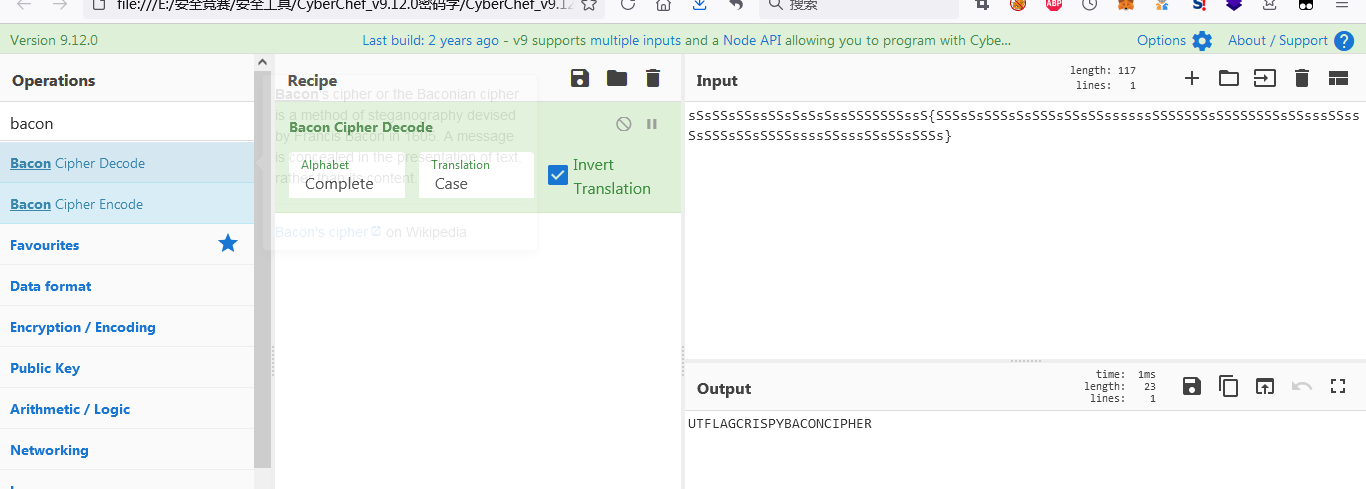 file:///E:/安全竞赛/安全工具/CyberChef_v9.12.0密码学/CyberChef_v9.12
搜索
ABP
S!
Version 9.12.0
Last build: 2 years ago - v9 supports multiple inputs and a Node API allowing you to program with Cybe...
Options
About / Support ?
Operations
bacon
Bacon Cipher Decode
Bacon Cipher Encode
Favourites
Data format
Encryption / Encoding
Public Key
Arithmetic / Logic
Networking
Recipe
Bacon's cipher or the Baconian cipher
is a method of steganography devised
by Francis Bacon in 1605. A message
is concealed in the presentation of text,
rather than its content.
Bacon's cipher on Wikipedia
Bacon Cipher Decode
Alphabet
Complete
Translation
Case
Invert
Translation
Input
length: 117
lines: 1
Output
time: 1ms
length: 23
lines: 1
UTFLAGCRISPYBACONCIPHER